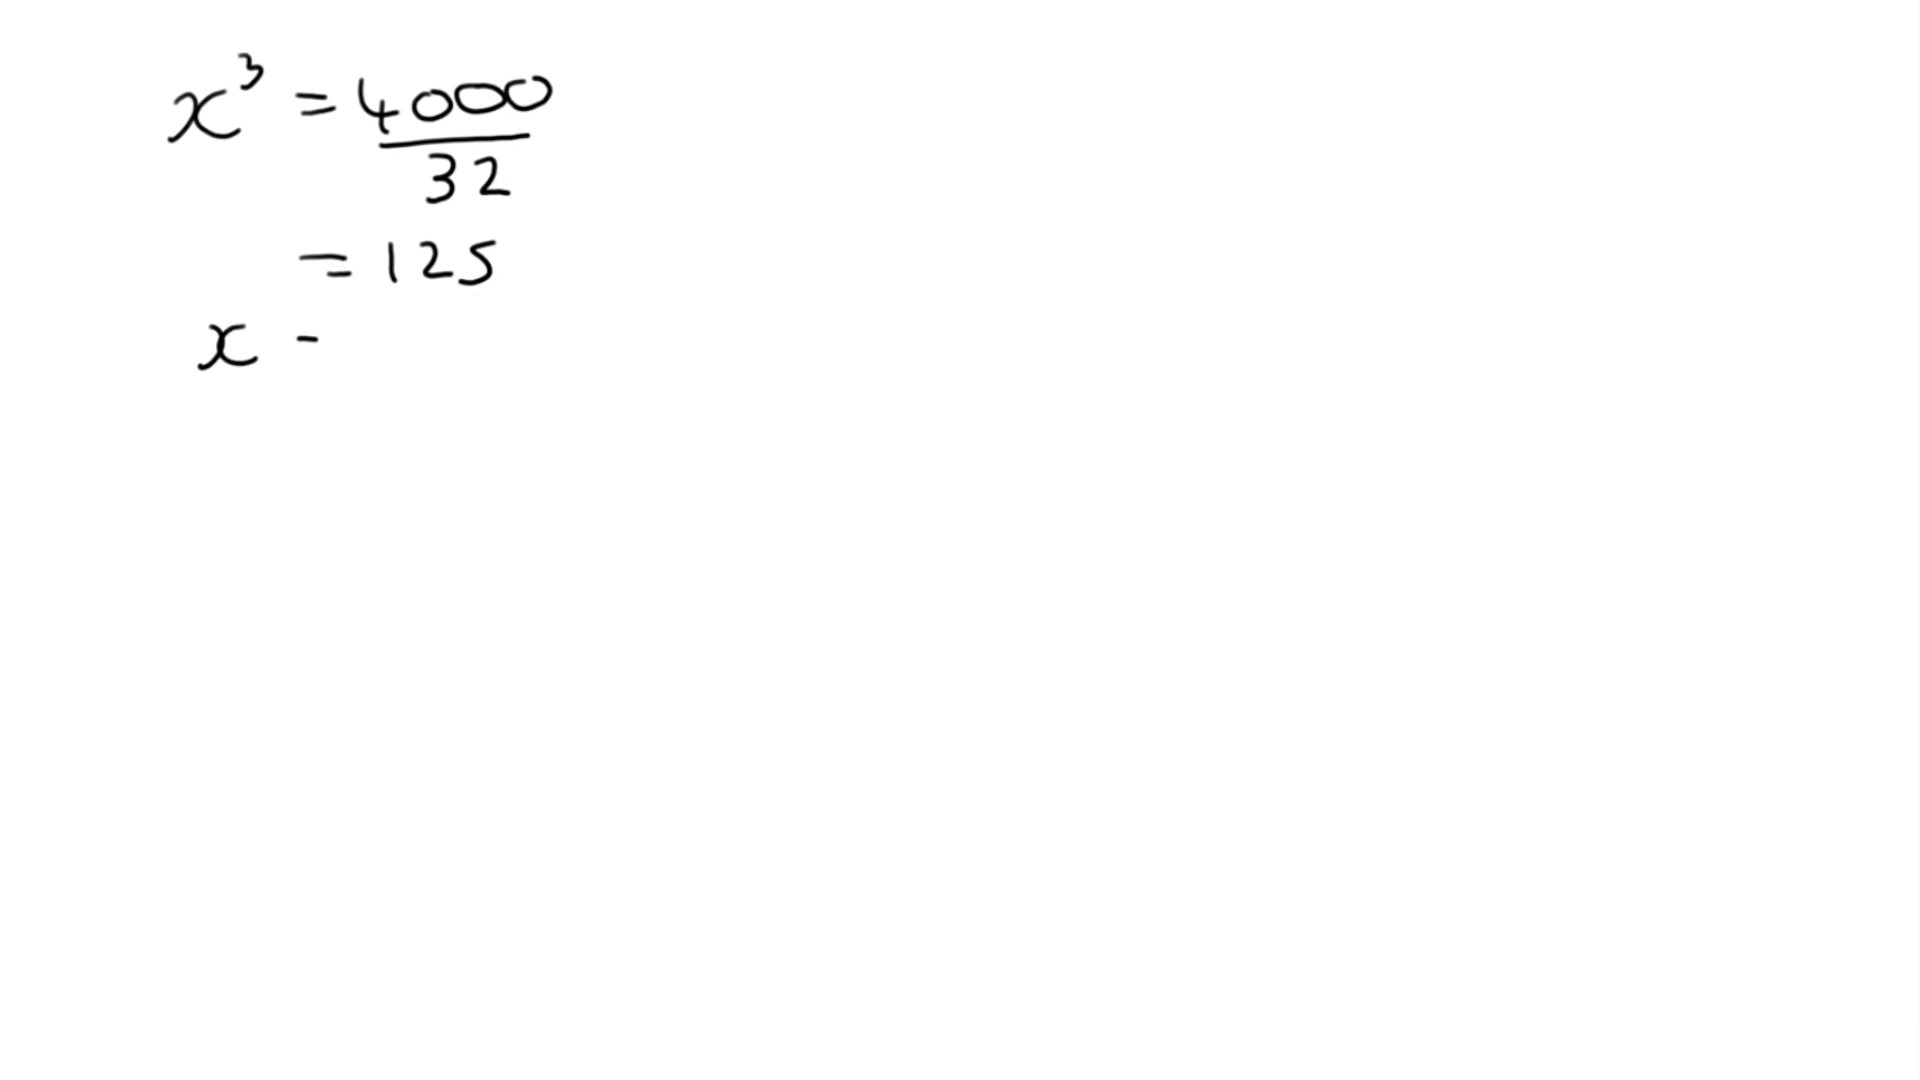 x³ = 4000/32
= 125
x -